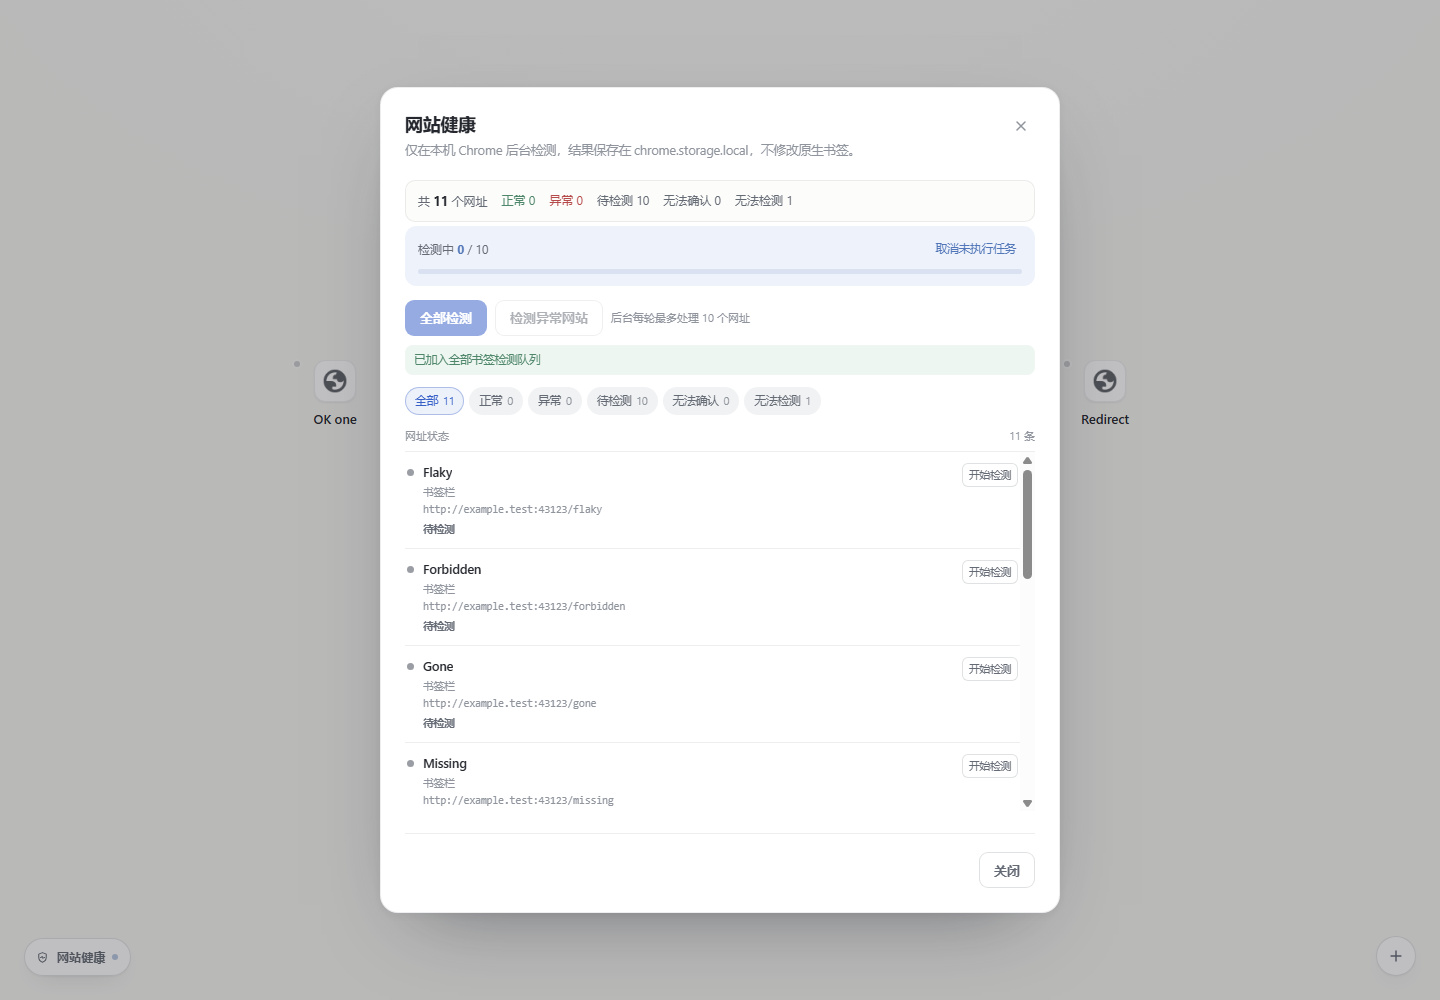 网站健康
仅在本机 Chrome 后台检测，结果保存在 chrome.storage.local，不修改原生书签。
共 11 个网址 正常 0 异常 0 待检测 10 无法确认 0 无法检测 1
检测中 0 / 10 取消未执行任务
全部检测 检测异常网站 后台每轮最多处理 10 个网址
已加入全部书签检测队列
全部 11 正常 0 异常 0 待检测 10 无法确认 0 无法检测 1
网址状态 11 条
Flaky 开始检测
书签栏
http://example.test:43123/flaky
待检测
Forbidden 开始检测
书签栏
http://example.test:43123/forbidden
待检测
Gone 开始检测
书签栏
http://example.test:43123/gone
待检测
Missing 开始检测
书签栏
http://example.test:43123/missing
关闭
OK one
Redirect
网站健康